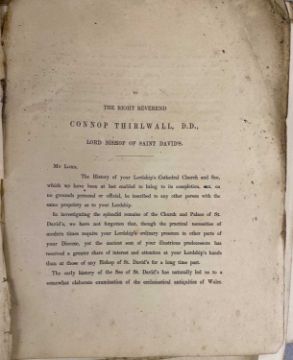 TO
THE RIGHT REVEREND
CONNOP THIRLWALL, D.D.,
LORD BISHOP OF SAINT DAVID'S.
MY LORD,
The History of your Lordship's Cathedral Church and See,
which we have been at last enabled to bring to its completion, can
on no grounds personal or official, be inscribed to any other person with the
same propriety as to your Lordship.
In investigating the splendid remains of the Church and Palace of St.
David's, we have not forgotten that, though the practical necessities of
modern times require your Lordship's ordinary presence in other parts of
your Diocese, yet the ancient seat of your illustrious predecessors has
received a greater share of interest and attention at your Lordship's hands
than at those of any Bishop of St. David's for a long time past.
The early history of the See of St. David's has naturally led us to a
somewhat elaborate examination of the ecclesiastical antiquities of Wales